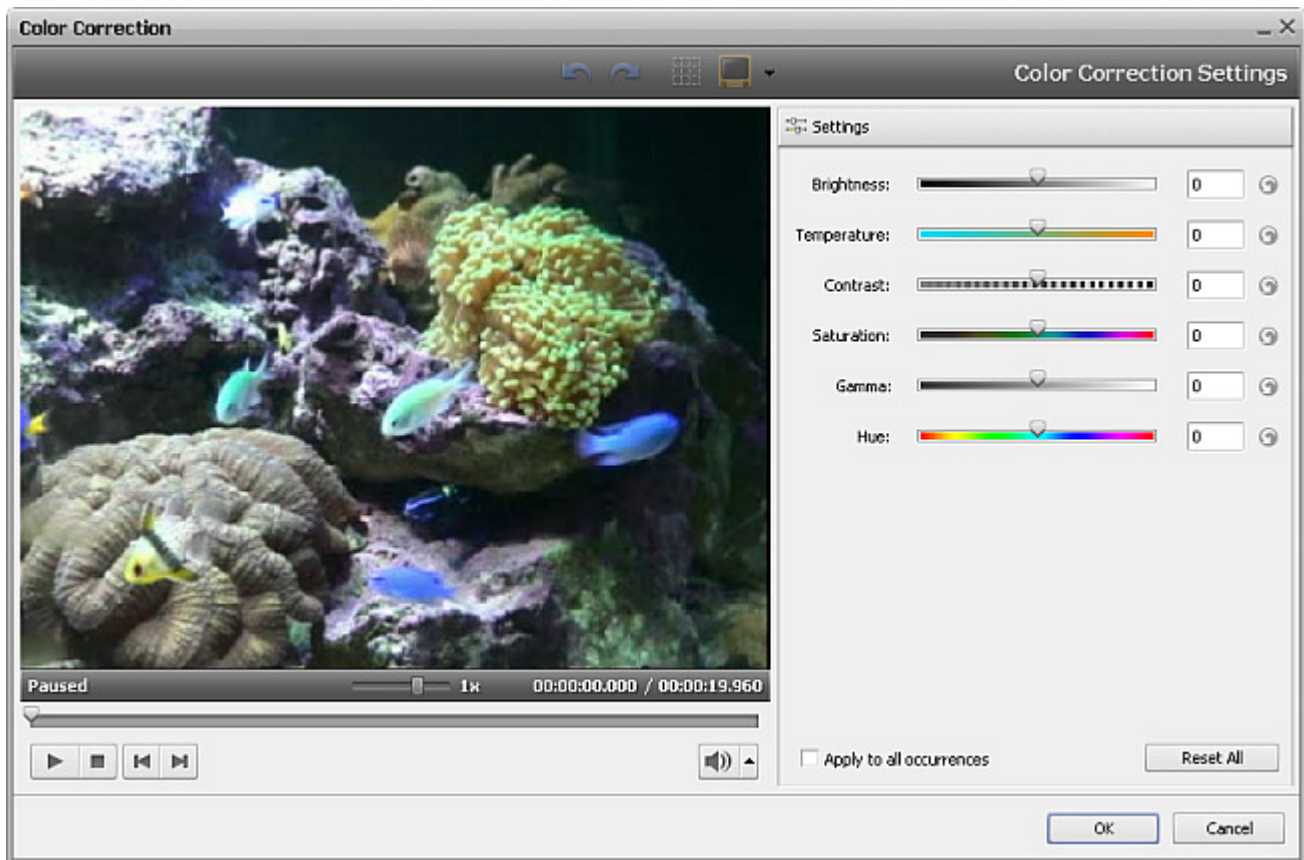 Color Correction
Color Correction Settings
Settings
Brightness: 0
Temperature: 0
Contrast: 0
Saturation: 0
Gamma: 0
Hue: 0
Paused 1x 00:00:00.000 / 00:00:19.960
Apply to all occurrences Reset All
OK Cancel